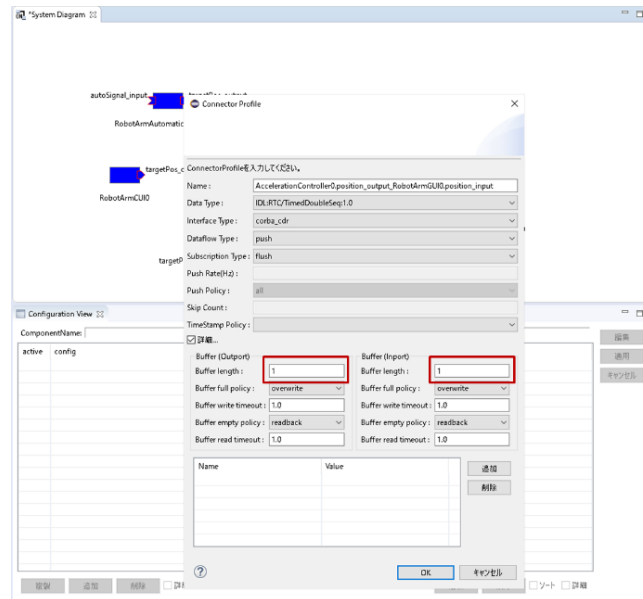 *System Diagram
autoSignal_input
RobotArmAutomatic
targetPos_c
RobotArmCUI0
targetP
Connector Profile
ConnectorProfileを入力してください。
Name : AccelerationController0.position_output_RobotArmGUI0.position_input
Data Type : IDL:RTC/TimedDoubleSeq:1.0
Interface Type : corba_cdr
Dataflow Type : push
Subscription Type : flush
Push Rate(Hz) :
Push Policy : all
Skip Count :
TimeStamp Policy :
詳細...
Buffer (Outport) Buffer (Inport)
Buffer length : 1 Buffer length : 1
Buffer full policy : overwrite Buffer full policy : overwrite
Buffer write timeout : 1.0 Buffer write timeout : 1.0
Buffer empty policy : readback Buffer empty policy : readback
Buffer read timeout : 1.0 Buffer read timeout : 1.0
Name Value
追加
削除
OK キャンセル
Configuration View
ComponentName:
active config
編集
適用
キャンセル
複製 追加 削除 詳
ソート 詳細